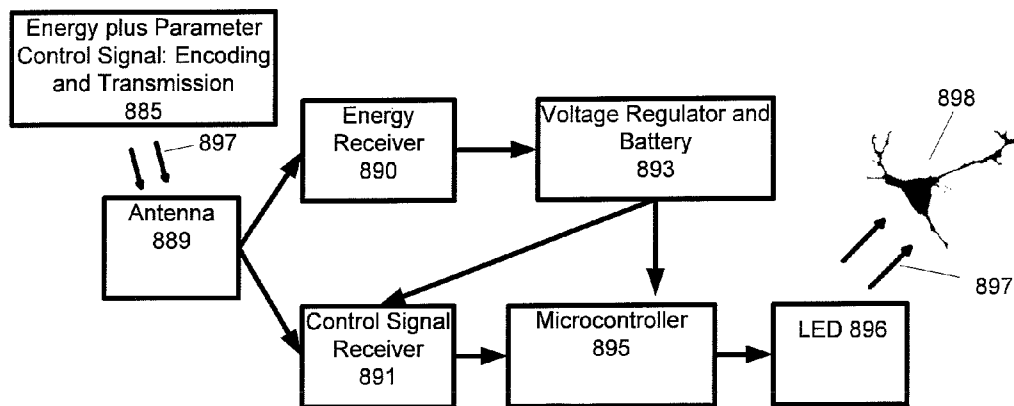 Energy plus Parameter
Control Signal: Encoding
and Transmission
885
897
Antenna
889
Energy
Receiver
890
Voltage Regulator and
Battery
893
898
Control Signal
Receiver
891
Microcontroller
895
LED 896
897